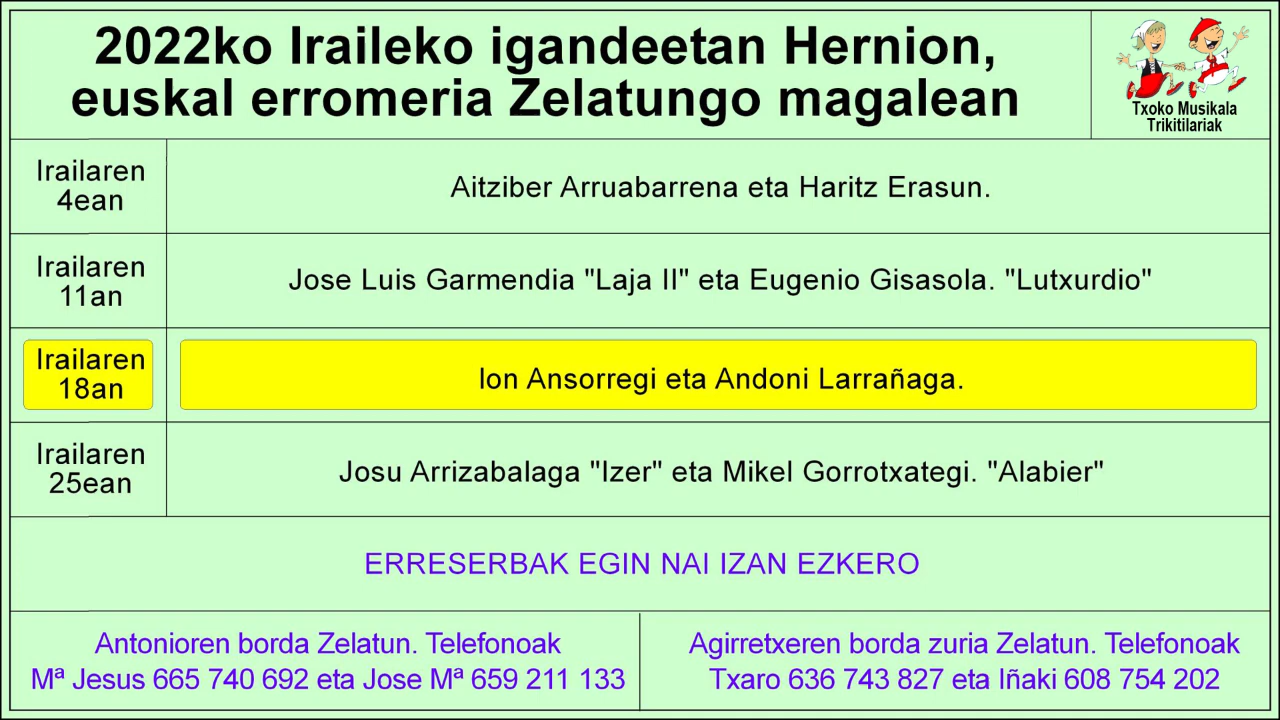 2022ko Iraileko igandeetan Hernion,
euskal erromeria Zelatungo magalean
Txoko Musikala
Trikitilariak
Irailaren
4ean
Aitziber Arruabarrena eta Haritz Erasun.
Irailaren
11an
Jose Luis Garmendia "Laja II" eta Eugenio Gisasola. "Lutxurdio"
Irailaren
18an
Ion Ansorregi eta Andoni Larrañaga.
Irailaren
25ean
Josu Arrizabalaga "Izer" eta Mikel Gorrotxategi. "Alabier"
ERRESERBAK EGIN NAI IZAN EZKERO
Antonioren borda Zelatun. Telefonoak
Mª Jesus 665 740 692 eta Jose Mª 659 211 133
Agirretxeren borda zuria Zelatun. Telefonoak
Txaro 636 743 827 eta Iñaki 608 754 202